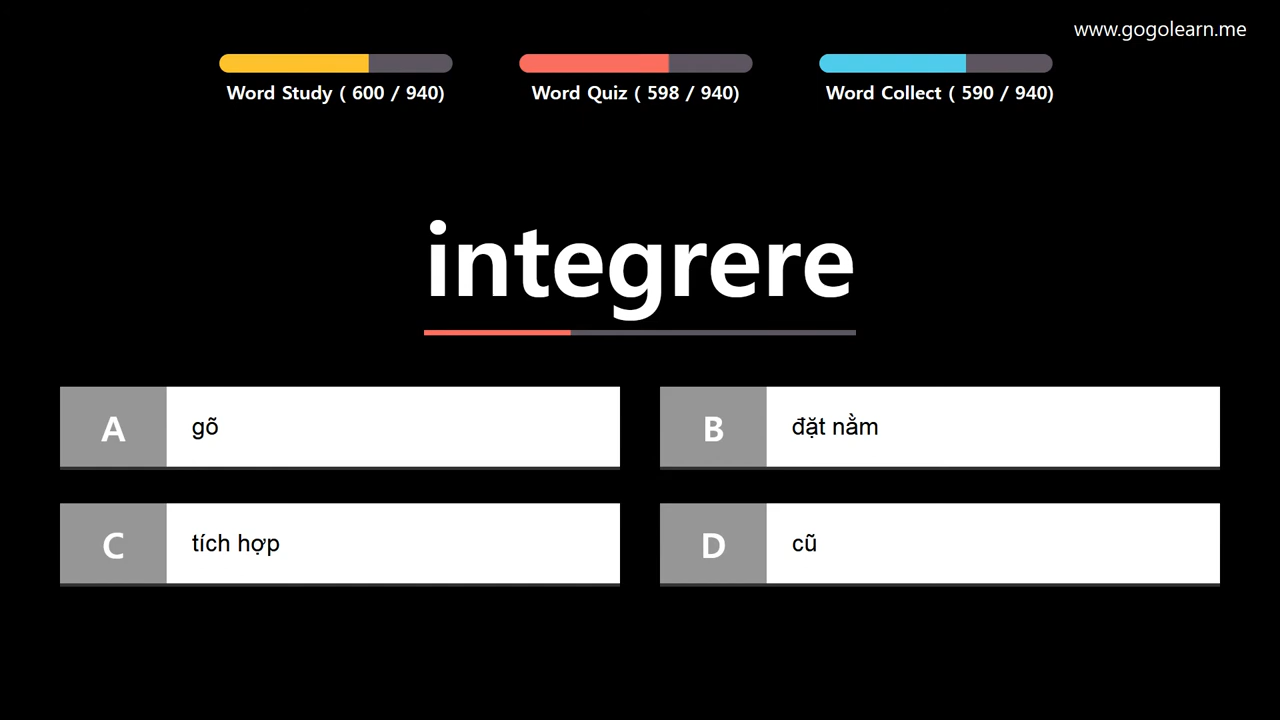 www.gogolearn.me
Word Study ( 600 / 940)
Word Quiz ( 598 / 940)
Word Collect ( 590 / 940)
integrere
A
gõ
B
đặt nằm
C
tích hợp
D
cũ